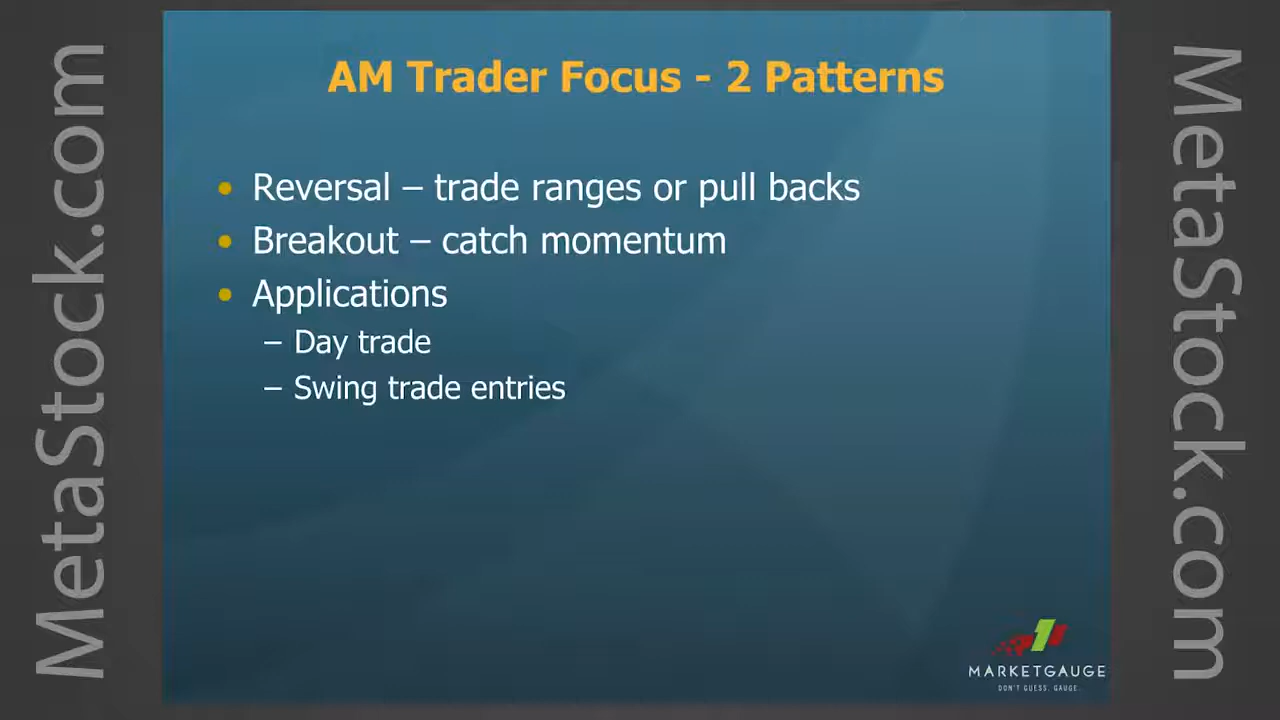 AM Trader Focus - 2 Patterns
• Reversal – trade ranges or pull backs
• Breakout – catch momentum
• Applications
– Day trade
– Swing trade entries
MARKETGAUGE
DON'T GUESS. GAUGE.
MetaStock.com
MetaStock.com